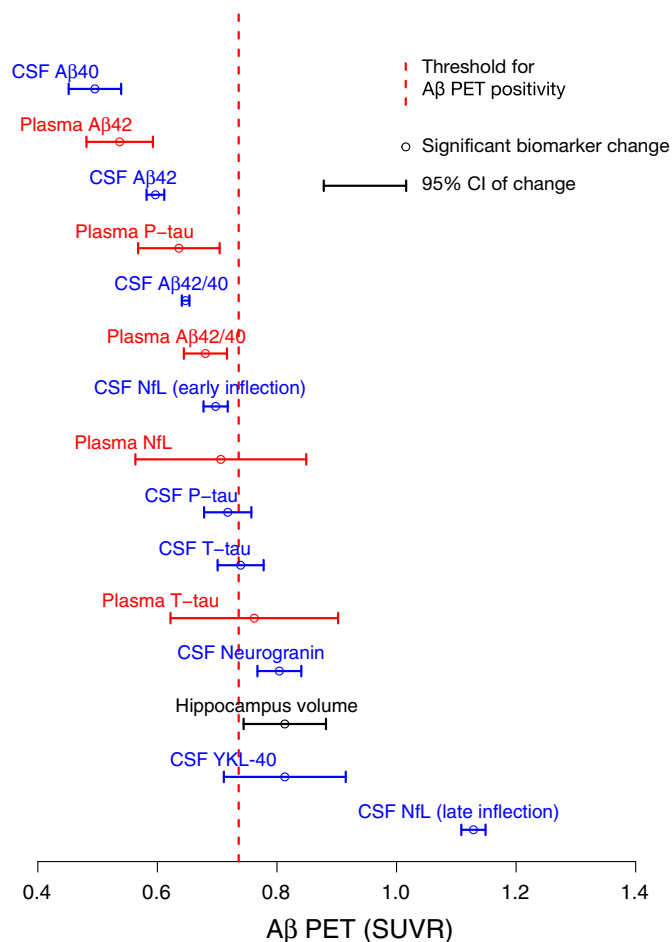 CSF Aβ40
Threshold for
Aβ PET positivity
Plasma Aβ42
Significant biomarker change
CSF Aβ42
95% CI of change
Plasma P−tau
CSF Aβ42/40
Plasma Aβ42/40
CSF NfL (early inflection)
Plasma NfL
CSF P−tau
CSF T−tau
Plasma T−tau
CSF Neurogranin
Hippocampus volume
CSF YKL-40
CSF NfL (late inflection)
0.4 0.6 0.8 1.0 1.2 1.4
Aβ PET (SUVR)